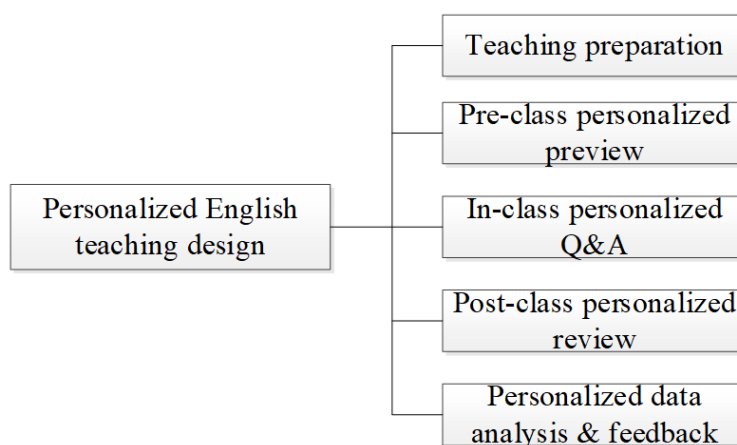 Teaching preparation
Pre-class personalized
preview
Personalized English
teaching design
In-class personalized
Q&A
Post-class personalized
review
Personalized data
analysis & feedback